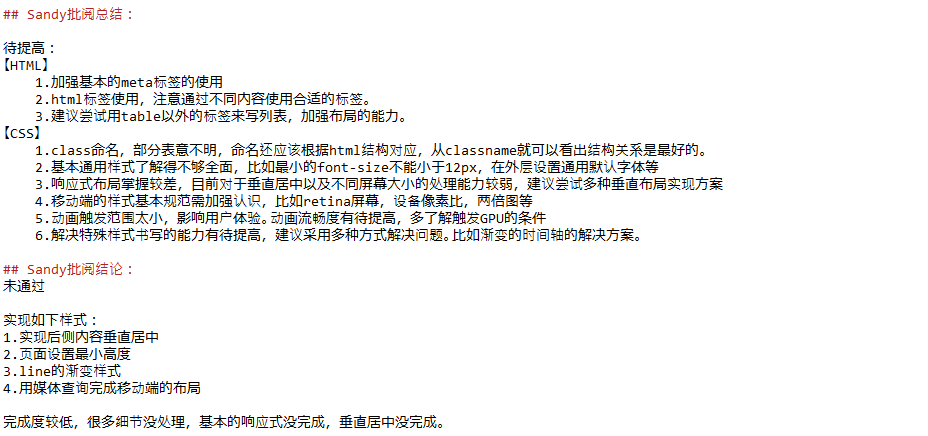 ## Sandy批阅总结：
待提高：
【HTML】
1.加强基本的meta标签的使用
2.html标签使用，注意通过不同内容使用合适的标签。
3.建议尝试用table以外的标签来写列表，加强布局的能力。
【CSS】
1.class命名，部分表意不明，命名还应该根据html结构对应，从classname就可以看出结构关系是最好的。
2.基本通用样式了解得不够全面，比如最小的font-size不能小于12px，在外层设置通用默认字体等
3.响应式布局掌握较差，目前对于垂直居中以及不同屏幕大小的处理能力较弱，建议尝试多种垂直布局实现方案
4.移动端的样式基本规范需加强认识，比如retina屏幕，设备像素比，两倍图等
5.动画触发范围太小，影响用户体验。动画流畅度有待提高，多了解触发GPU的条件
6.解决特殊样式书写的能力有待提高，建议采用多种方式解决问题。比如渐变的时间轴的解决方案。
## Sandy批阅结论：
未通过
实现如下样式：
1.实现后侧内容垂直居中
2.页面设置最小高度
3.line的渐变样式
4.用媒体查询完成移动端的布局
完成度较低，很多细节没处理，基本的响应式没完成，垂直居中没完成。